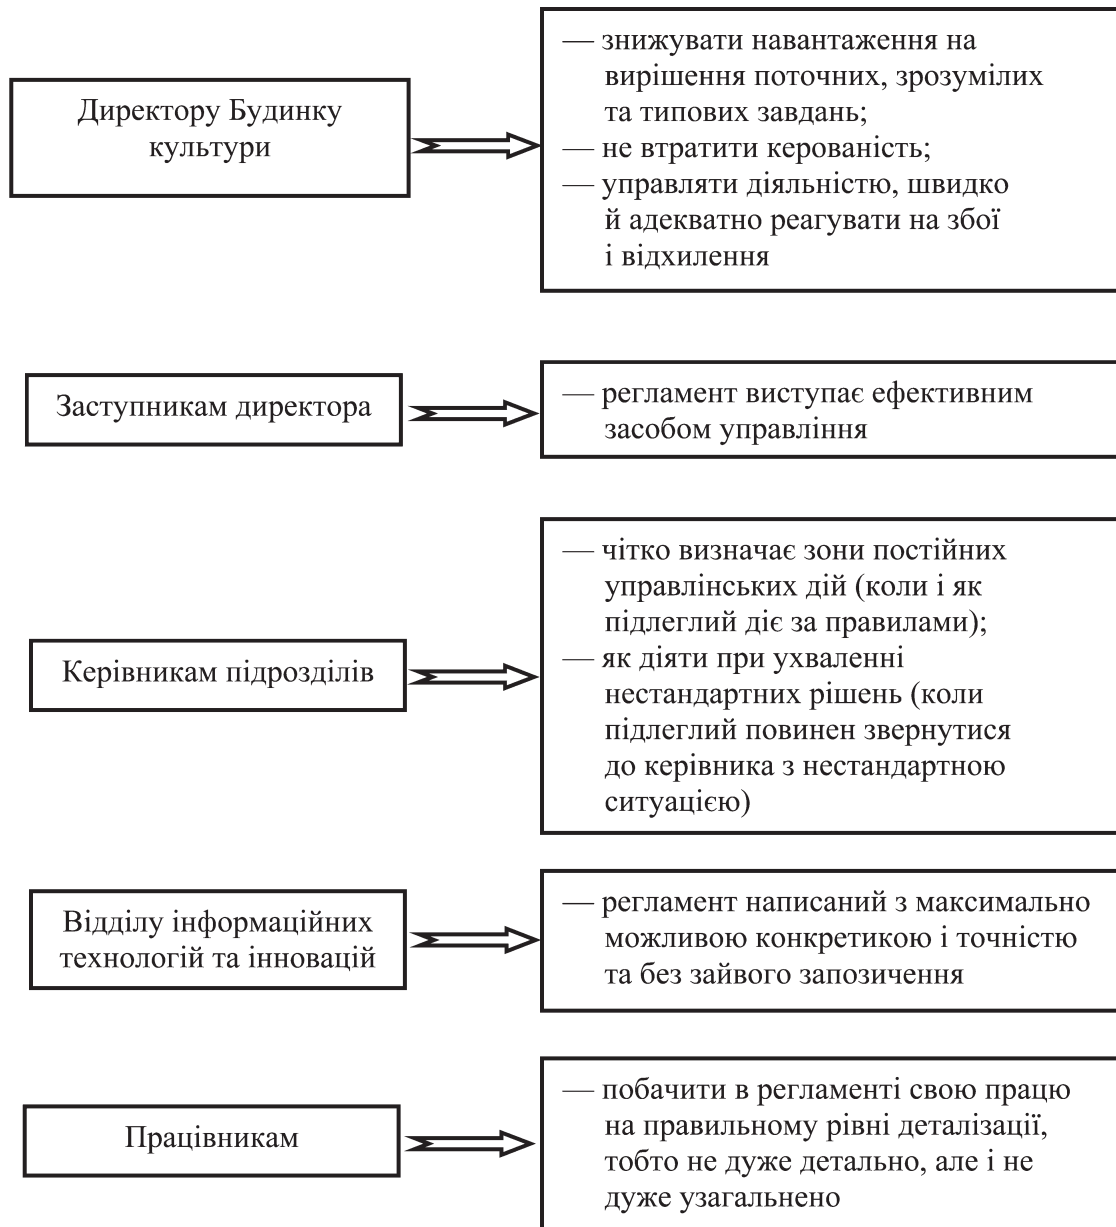 Директору Будинку
культури
— знижувати навантаження на
вирішення поточних, зрозумілих
та типових завдань;
— не втратити керованість;
— управляти діяльністю, швидко
й адекватно реагувати на збої
і відхилення
Заступникам директора
— регламент виступає ефективним
засобом управління
Керівникам підрозділів
— чітко визначає зони постійних
управлінських дій (коли і як
підлеглий діє за правилами);
— як діяти при ухваленні
нестандартних рішень (коли
підлеглий повинен звернутися
до керівника з нестандартною
ситуацією)
Відділу інформаційних
технологій та інновацій
— регламент написаний з максимально
можливою конкретикою і точністю
та без зайвого запозичення
Працівникам
— побачити в регламенті свою працю
на правильному рівні деталізації,
тобто не дуже детально, але і не
дуже узагальнено